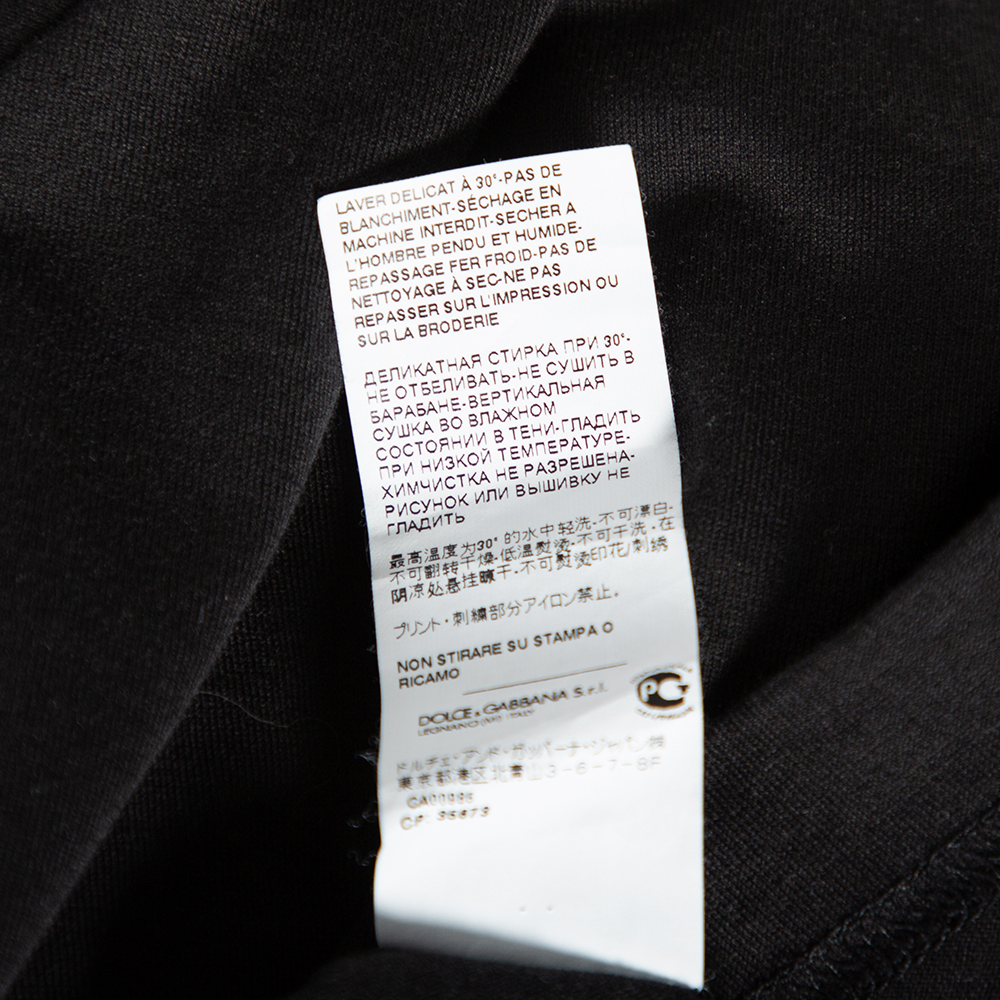 LAVER DELICAT À 30°-PAS DE
BLANCHIMENT-SÉCHAGE EN
MACHINE INTERDIT-SECHER A
L'HOMBRE PENDU ET HUMIDE-
REPASSAGE FER FROID-PAS DE
NETTOYAGE À SEC-NE PAS
REPASSER SUR L'IMPRESSION OU
SUR LA BRODERIE
ДЕЛИКАТНАЯ СТИРКА ПРИ 30°-
НЕ ОТБЕЛИВАТЬ-НЕ СУШИТЬ В
БАРАБАНЕ-ВЕРТИКАЛЬНАЯ
СУШКА ВО ВЛАЖНОМ
СОСТОЯНИИ В ТЕНИ-ГЛАДИТЬ
ПРИ НИЗКОЙ ТЕМПЕРАТУРЕ-
ХИМЧИСТКА НЕ РАЗРЕШЕНА-
РИСУНОК ИЛИ ВЫШИВКУ НЕ
ГЛАДИТЬ
最高温度为30° 的水中轻洗-不可漂白-
不可翻转干燥-低温熨烫-不可干洗.在
阴凉处悬挂曬干-不可熨烫印花/刺绣
プリント・刺繍部分アイロン禁止。
NON STIRARE SU STAMPA O
RICAMO
DOLCE & GABBANA S.r.l.
LEGNANO (MI) ITALY
PG
ドルチェ・アンド・ガッバーナ・ジャパン㈱
東京都港区北青山3-6-7-8F
CA00995
CP 35673